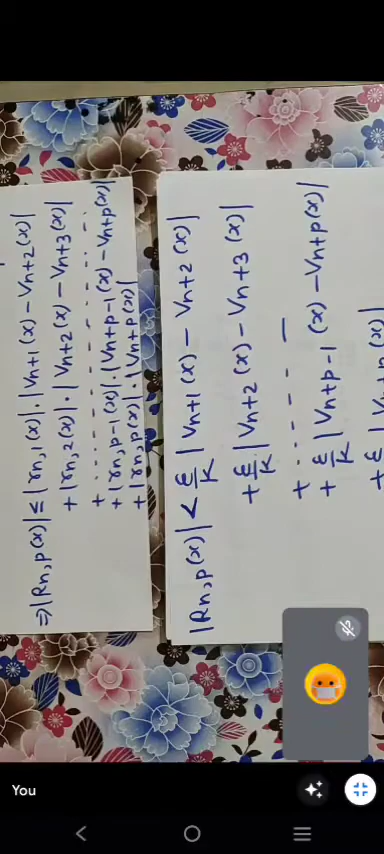 ⇒|Rn,p(x)| ≤ |rn,1(x)|.|Vn+1(x) - Vn+2(x)|
+ |rn,2(x)|.|Vn+2(x) - Vn+3(x)|
+ . . . . . - - - - - - - - . . .
+ |rn,p-1(x)|.|Vn+p-1(x) - Vn+p(x)|
+ |rn,p(x)|.|Vn+p(x)|
|Rn,p(x)| < ε/K |Vn+1(x) - Vn+2(x)|
+ ε/K |Vn+2(x) - Vn+3(x)|
+ . - - - - —
+ ε/K |Vn+p-1(x) - Vn+p(x)|
+ ε
You